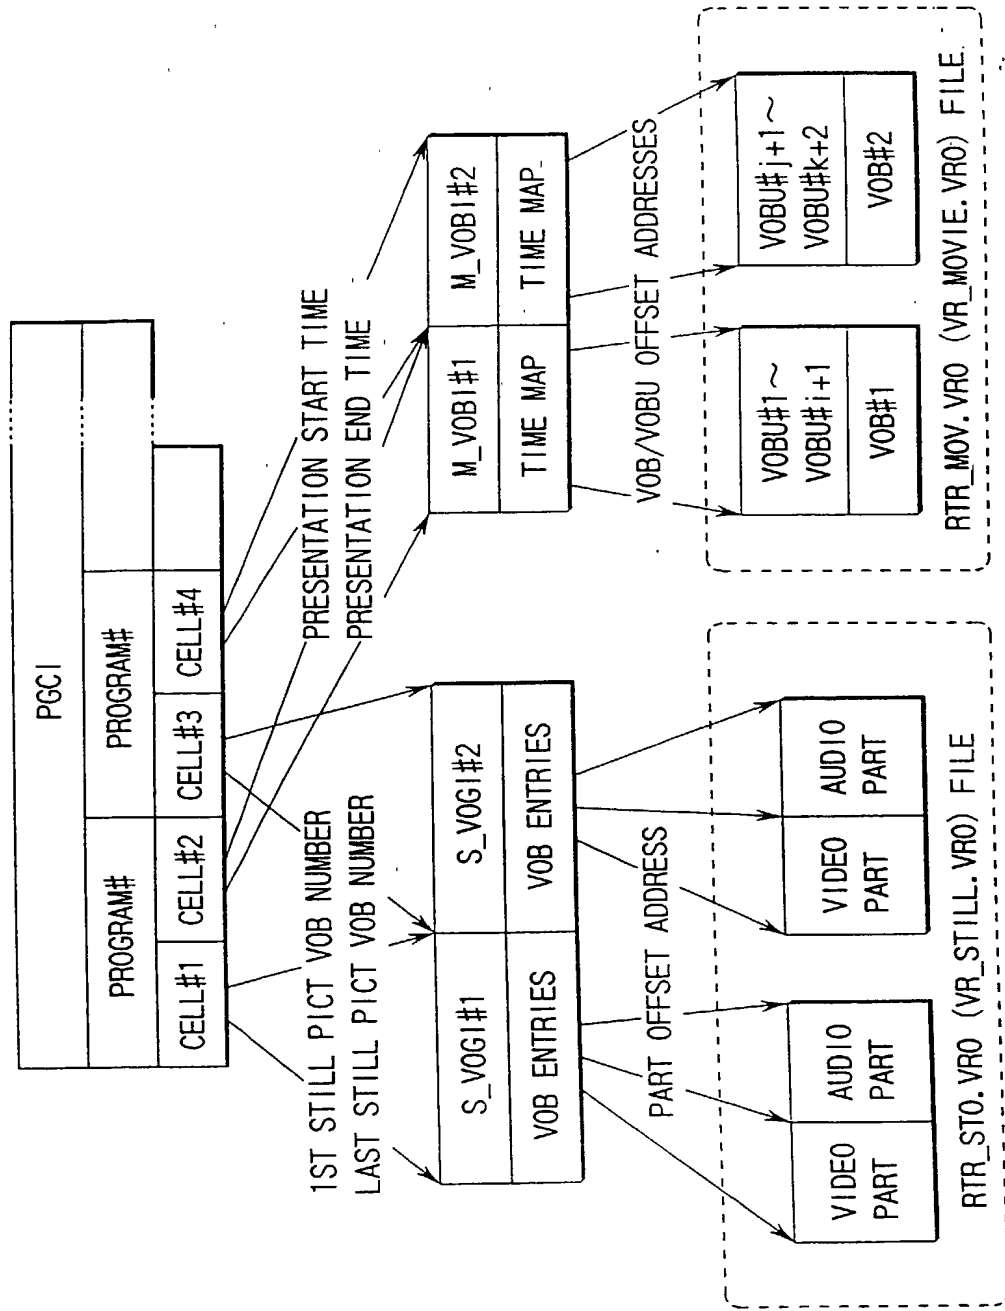 PGCI
PROGRAM#
PROGRAM#
CELL#1
CELL#2
CELL#3
CELL#4
1ST STILL PICT VOB NUMBER
LAST STILL PICT VOB NUMBER
PRESENTATION START TIME
PRESENTATION END TIME
S_VOGI#1
S_VOGI#2
VOB ENTRIES
VOB ENTRIES
M_VOBI#1
M_VOBI#2
TIME MAP
TIME MAP
PART OFFSET ADDRESS
VOB/VOBU OFFSET ADDRESSES
VIDEO
PART
AUDIO
PART
VIDEO
PART
AUDIO
PART
VOBU#1~
VOBU#i+1
VOB#1
VOBU#j+1~
VOBU#k+2
VOB#2
RTR_STO.VRO (VR_STILL.VRO) FILE
RTR_MOV.VRO (VR_MOVIE.VRO) FILE